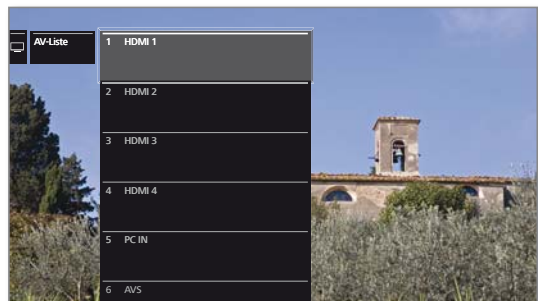 AV-Liste
1 HDMI 1
2 HDMI 2
3 HDMI 3
4 HDMI 4
5 PC IN
6 AVS